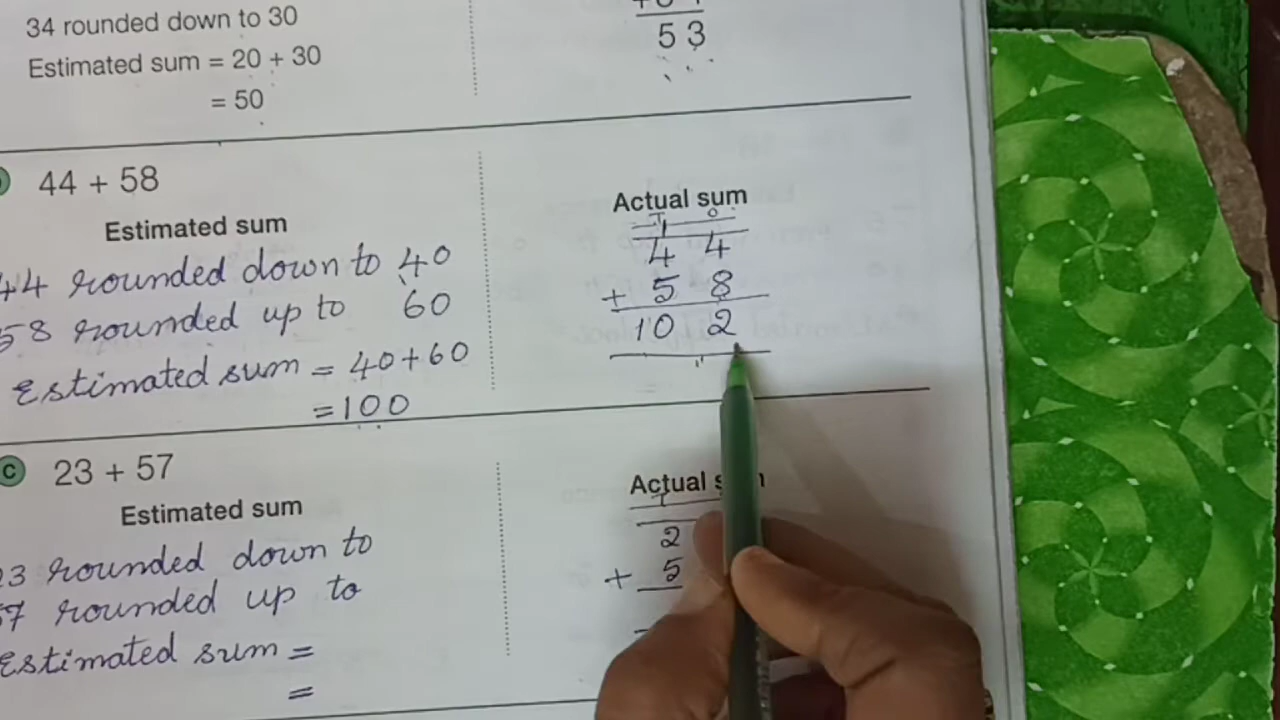 34 rounded down to 30
Estimated sum = 20 + 30
= 50
53
44 + 58
Estimated sum
44 rounded down to 40
58 rounded up to 60
Estimated sum = 40+60
=100
Actual sum
T O
1
4 4
+ 5 8
10 2
C 23 + 57
Estimated sum
23 rounded down to
57 rounded up to
Estimated sum =
=
Actual
T
2
+ 5